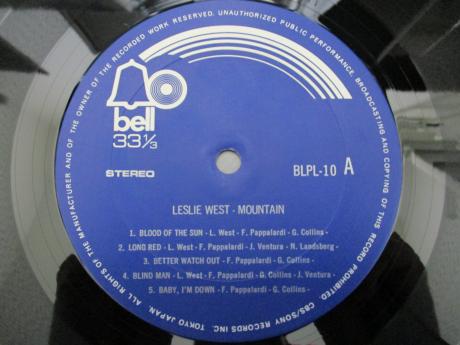 OF THE MANUFACTURER AND OF THE OWNER OF THE RECORDED WORK RESERVED. UNAUTHORIZED PUBLIC PERFORMANCE, BROADCASTING AND COPYING OF THIS RECORD PROHIBITED. CBS/SONY RECORDS INC. TOKYO JAPAN. ALL RIGHTS
bell
33 1/3
STEREO
BLPL-10 A
LESLIE WEST - MOUNTAIN
1. BLOOD OF THE SUN - L. West - F. Pappalardi - G. Collins -
2. LONG RED - L. West - F. Pappalardi - J. Ventura - N. Landsberg -
3. BETTER WATCH OUT - F. Pappalardi - G. Collins -
4. BLIND MAN - L. West - F. Pappalardi - G. Collins - J. Ventura -
5. BABY, I'M DOWN - F. Pappalardi - G. Collins -